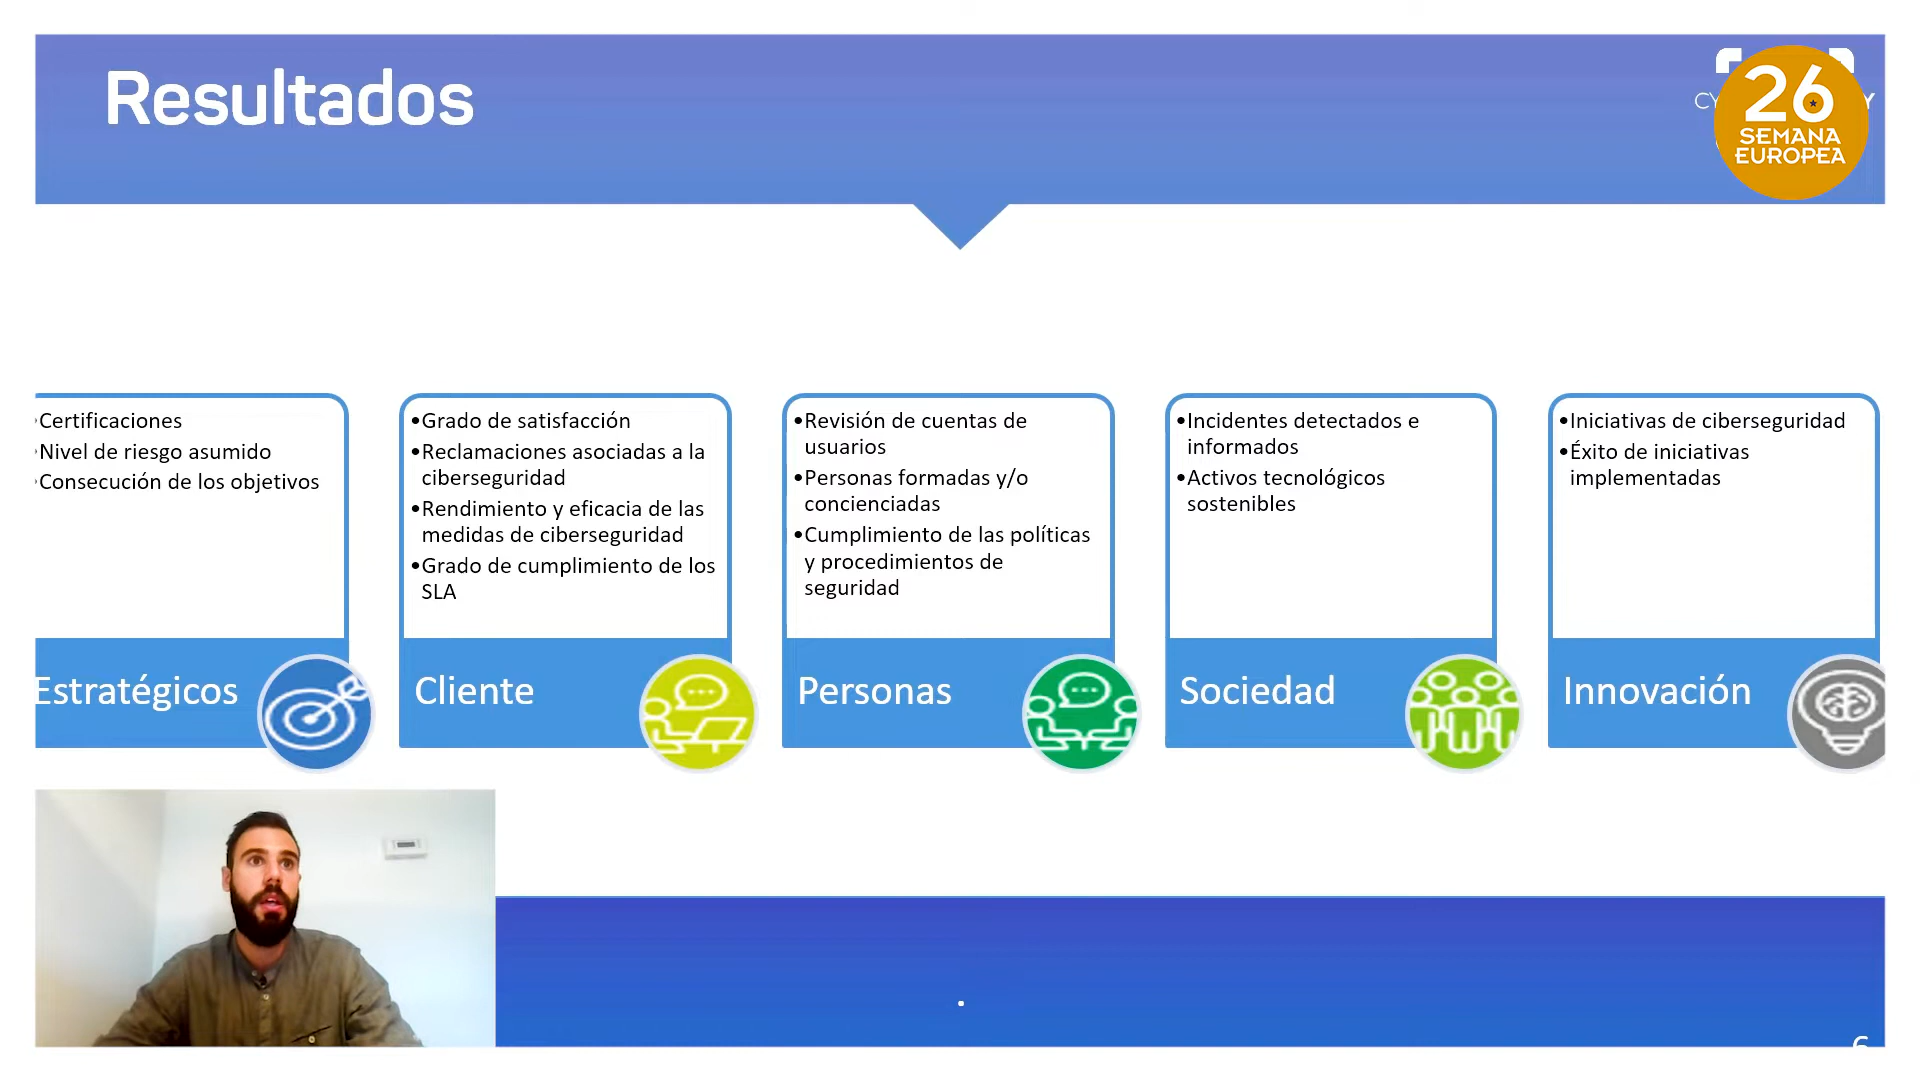 Resultados
CY
Y
26
SEMANA
EUROPEA
•Certificaciones
•Nivel de riesgo asumido
•Consecución de los objetivos
Estratégicos
•Grado de satisfacción
•Reclamaciones asociadas a la
ciberseguridad
•Rendimiento y eficacia de las
medidas de ciberseguridad
•Grado de cumplimiento de los
SLA
Cliente
•Revisión de cuentas de
usuarios
•Personas formadas y/o
concienciadas
•Cumplimiento de las políticas
y procedimientos de
seguridad
Personas
•Incidentes detectados e
informados
•Activos tecnológicos
sostenibles
Sociedad
•Iniciativas de ciberseguridad
•Éxito de iniciativas
implementadas
Innovación
.